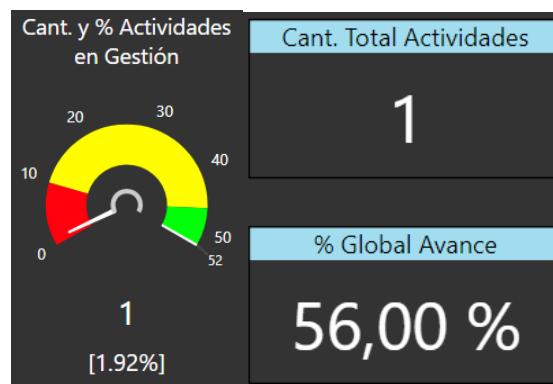 Cant. y % Actividades
en Gestión
0
10
20
30
40
50
52
1
[1.92%]
Cant. Total Actividades
1
% Global Avance
56,00 %